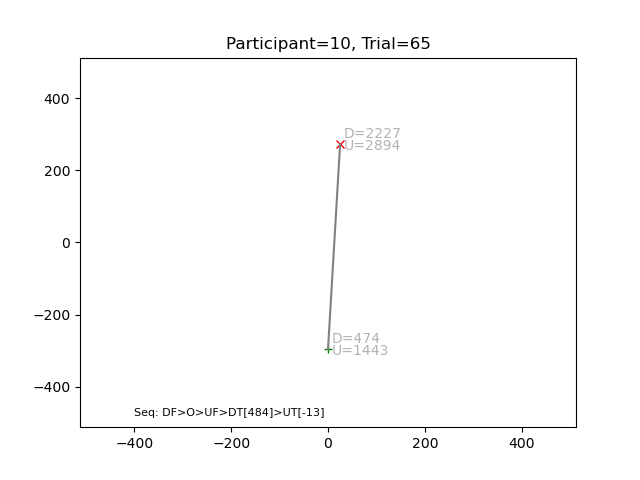 Participant=10, Trial=65
400
200
0
−200
−400
D=2227
U=2894
D=474
U=1443
Seq: DF>O>UF>DT[484]>UT[-13]
−400
−200
0
200
400